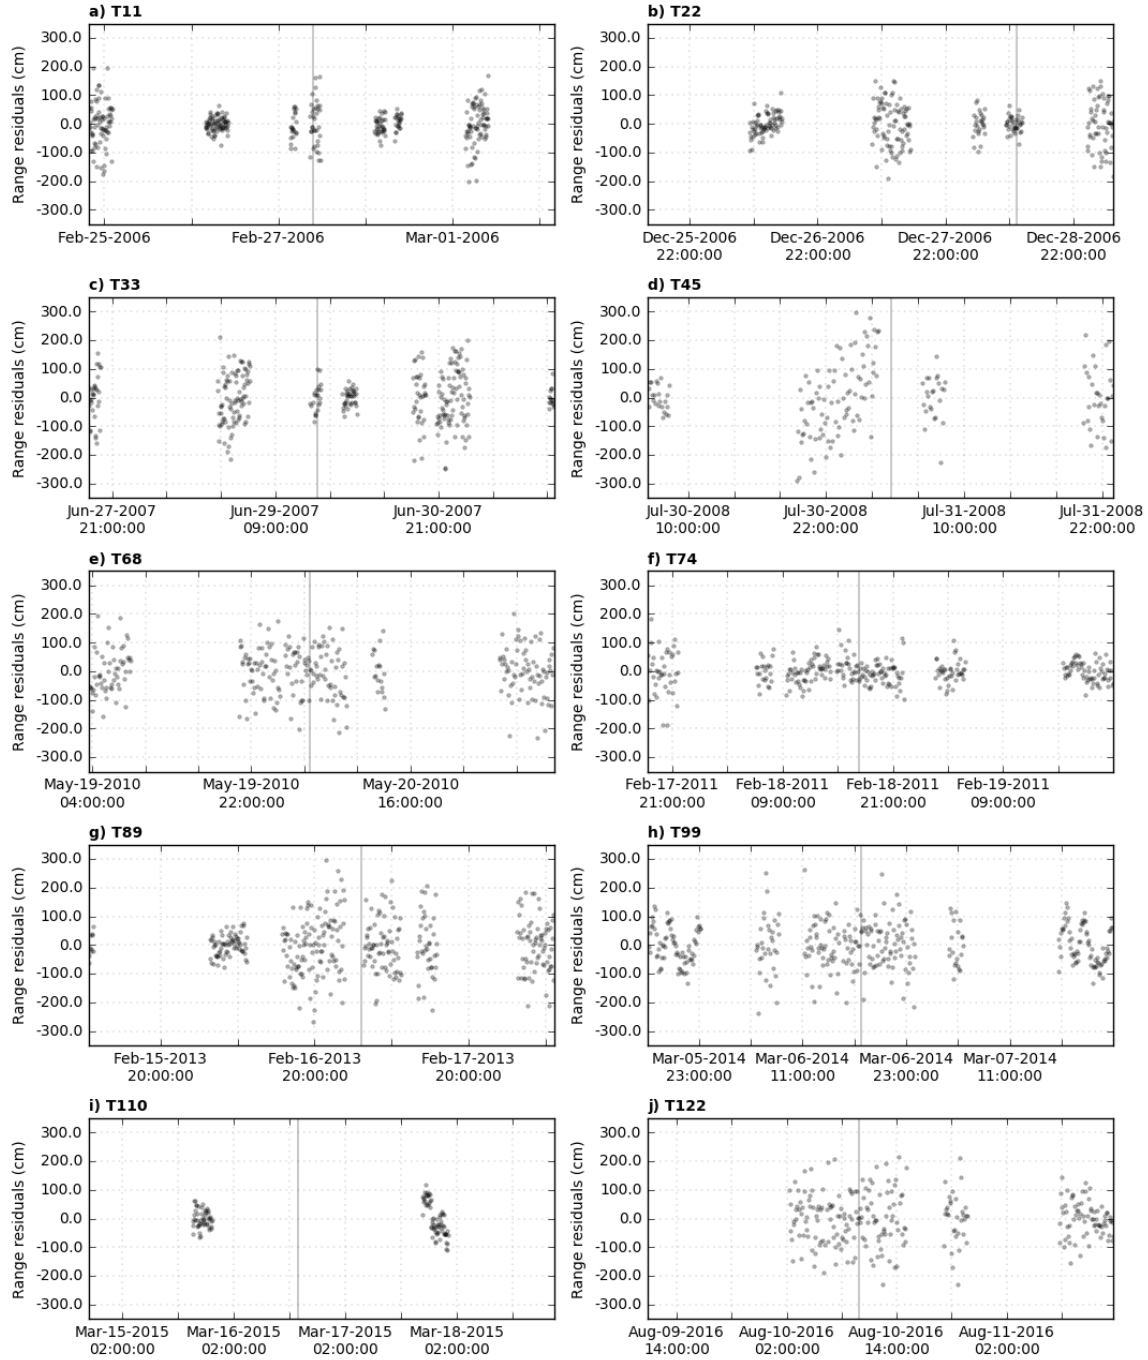 a) T11
Range residuals (cm)
300.0
200.0
100.0
0.0
-100.0
-200.0
-300.0
Feb-25-2006 Feb-27-2006 Mar-01-2006
b) T22
Range residuals (cm)
300.0
200.0
100.0
0.0
-100.0
-200.0
-300.0
Dec-25-2006 Dec-26-2006 Dec-27-2006 Dec-28-2006
22:00:00 22:00:00 22:00:00 22:00:00
c) T33
Range residuals (cm)
300.0
200.0
100.0
0.0
-100.0
-200.0
-300.0
Jun-27-2007 Jun-29-2007 Jun-30-2007
21:00:00 09:00:00 21:00:00
d) T45
Range residuals (cm)
300.0
200.0
100.0
0.0
-100.0
-200.0
-300.0
Jul-30-2008 Jul-30-2008 Jul-31-2008 Jul-31-2008
10:00:00 22:00:00 10:00:00 22:00:00
e) T68
Range residuals (cm)
300.0
200.0
100.0
0.0
-100.0
-200.0
-300.0
May-19-2010 May-19-2010 May-20-2010
04:00:00 22:00:00 16:00:00
f) T74
Range residuals (cm)
300.0
200.0
100.0
0.0
-100.0
-200.0
-300.0
Feb-17-2011 Feb-18-2011 Feb-18-2011 Feb-19-2011
21:00:00 09:00:00 21:00:00 09:00:00
g) T89
Range residuals (cm)
300.0
200.0
100.0
0.0
-100.0
-200.0
-300.0
Feb-15-2013 Feb-16-2013 Feb-17-2013
20:00:00 20:00:00 20:00:00
h) T99
Range residuals (cm)
300.0
200.0
100.0
0.0
-100.0
-200.0
-300.0
Mar-05-2014 Mar-06-2014 Mar-06-2014 Mar-07-2014
23:00:00 11:00:00 23:00:00 11:00:00
i) T110
Range residuals (cm)
300.0
200.0
100.0
0.0
-100.0
-200.0
-300.0
Mar-15-2015 Mar-16-2015 Mar-17-2015 Mar-18-2015
02:00:00 02:00:00 02:00:00 02:00:00
j) T122
Range residuals (cm)
300.0
200.0
100.0
0.0
-100.0
-200.0
-300.0
Aug-09-2016 Aug-10-2016 Aug-10-2016 Aug-11-2016
14:00:00 02:00:00 14:00:00 02:00:00